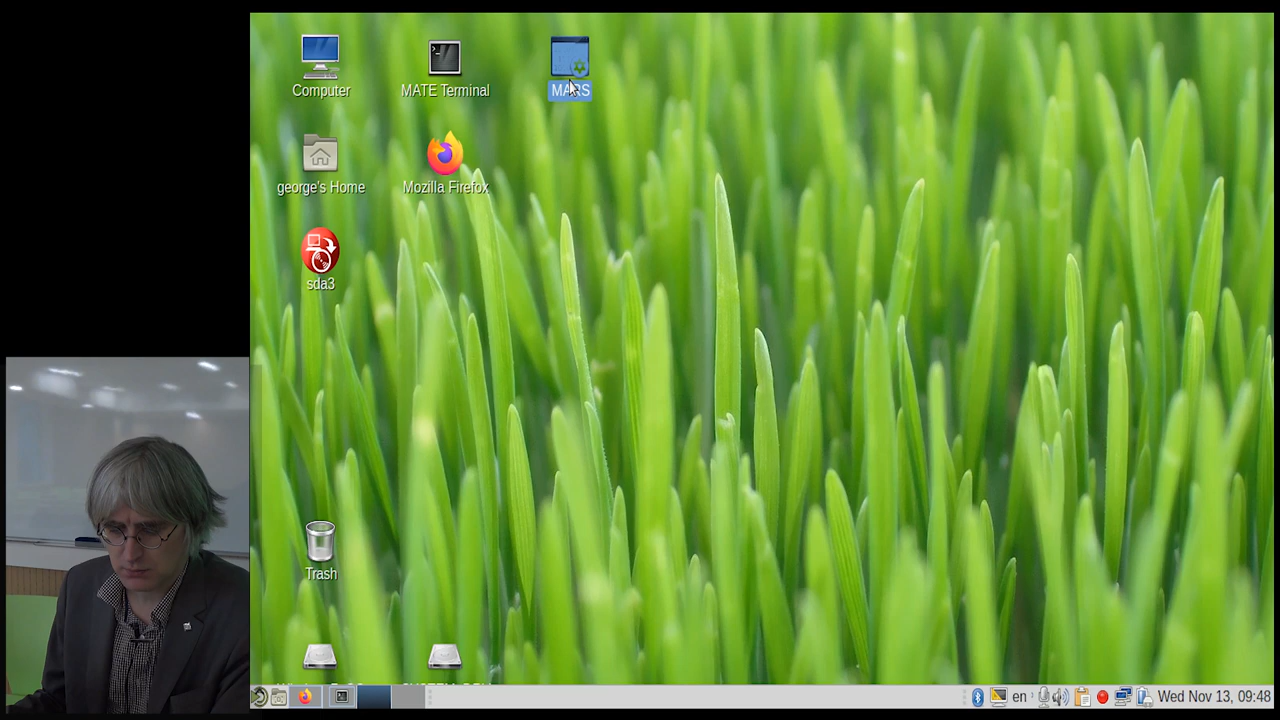 Computer
MATE Terminal
MARS
george's Home
Mozilla Firefox
sda3
Trash
en
Wed Nov 13, 09:48